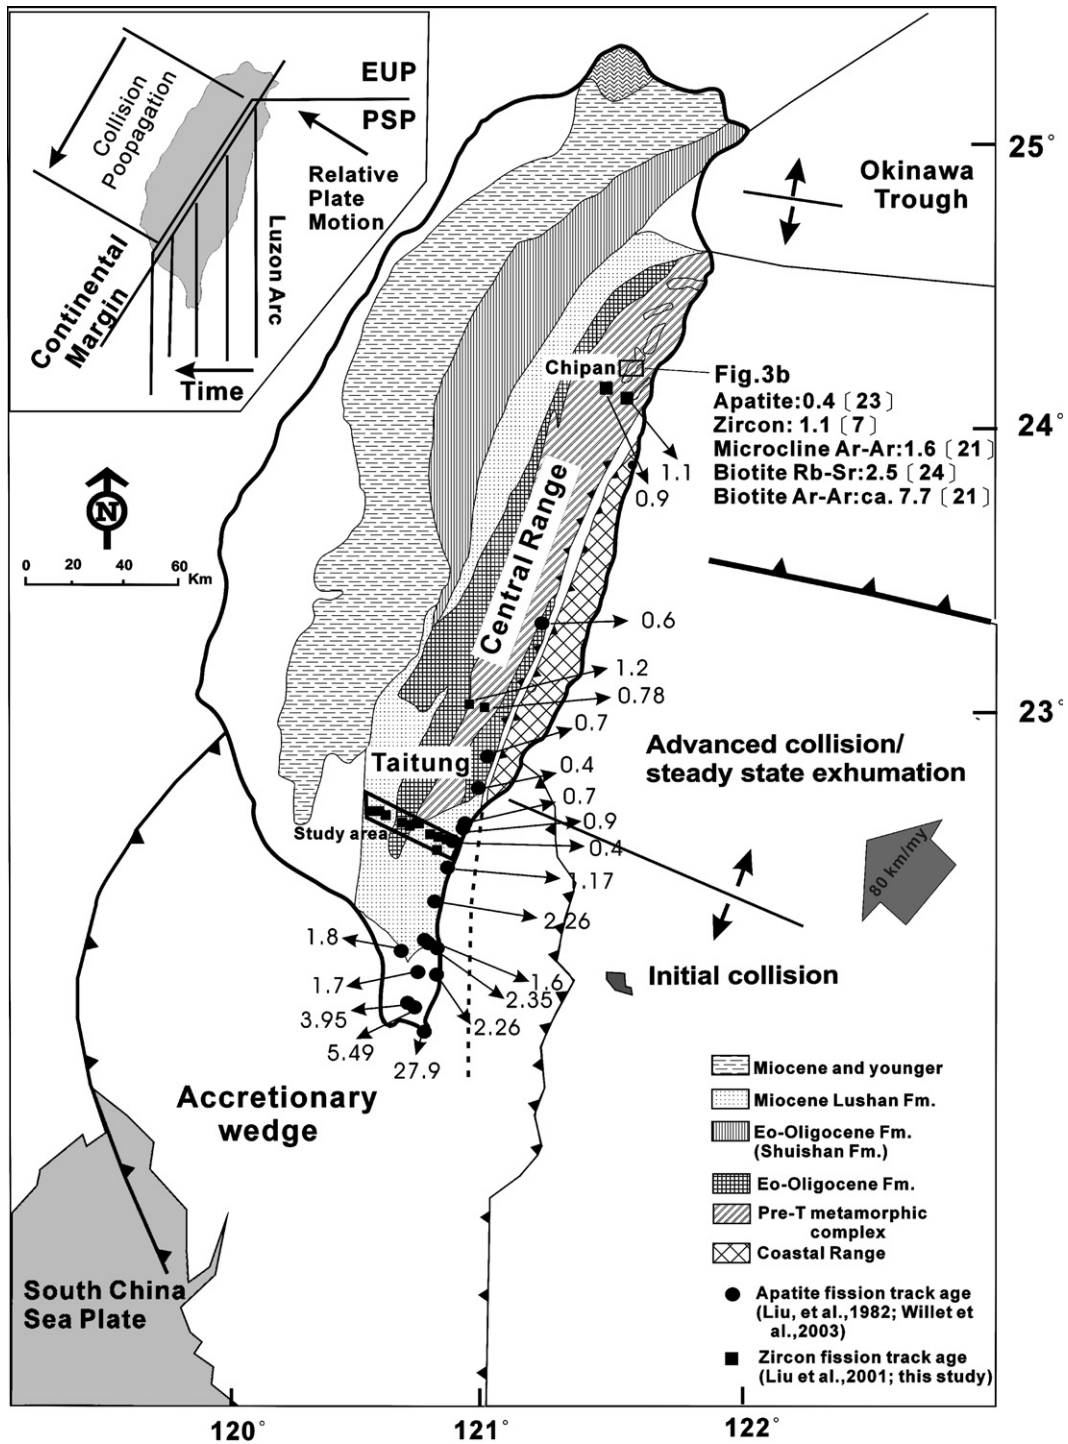 EUP
PSP
Collision
Poopagation
Relative
Plate
Motion
Luzon Arc
Continental
Margin
Time
Okinawa
Trough
25°
24°
23°
N
0 20 40 60
Km
Chipan
Fig.3b
Apatite:0.4〔23〕
Zircon: 1.1〔7〕
Microcline Ar-Ar:1.6〔21〕
Biotite Rb-Sr:2.5〔24〕
Biotite Ar-Ar:ca. 7.7〔21〕
1.1
0.9
Central Range
0.6
1.2
0.78
0.7
Taitung
0.4
0.7
Study area
0.9
0.4
1.17
2.26
1.8
1.6
1.7
2.35
3.95
2.26
5.49
27.9
Advanced collision/
steady state exhumation
80 km/my
Initial collision
Accretionary
wedge
South China
Sea Plate
Miocene and younger
Miocene Lushan Fm.
Eo-Oligocene Fm.
(Shuishan Fm.)
Eo-Oligocene Fm.
Pre-T metamorphic
complex
Coastal Range
Apatite fission track age
(Liu, et al.,1982; Willet et
al.,2003)
Zircon fission track age
(Liu et al.,2001; this study)
120° 121° 122°